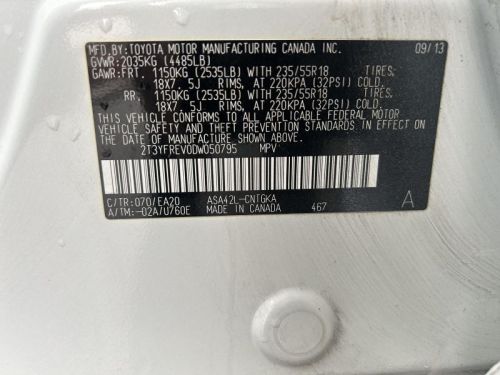 MFD.BY:TOYOTA MOTOR MANUFACTURING CANADA INC. 09/13
GVWR:2035KG (4485LB)
GAWR:FRT. 1150KG (2535LB) WITH 235/55R18 TIRES,
18X7.5J RIMS, AT 220KPA (32PSI) COLD.
RR. 1150KG (2535LB) WITH 235/55R18 TIRES,
18X7.5J RIMS, AT 220KPA (32PSI) COLD.
THIS VEHICLE CONFORMS TO ALL APPLICABLE FEDERAL MOTOR
VEHICLE SAFETY STANDARDS IN EFFECT ON
THE DATE OF MANUFACTURE SHOWN ABOVE.
2T3YFREV0DW050795 MPV
C/TR:070/EA20 ASA42L-CNTGKA A
A/TM:-02A/U760E MADE IN CANADA 467